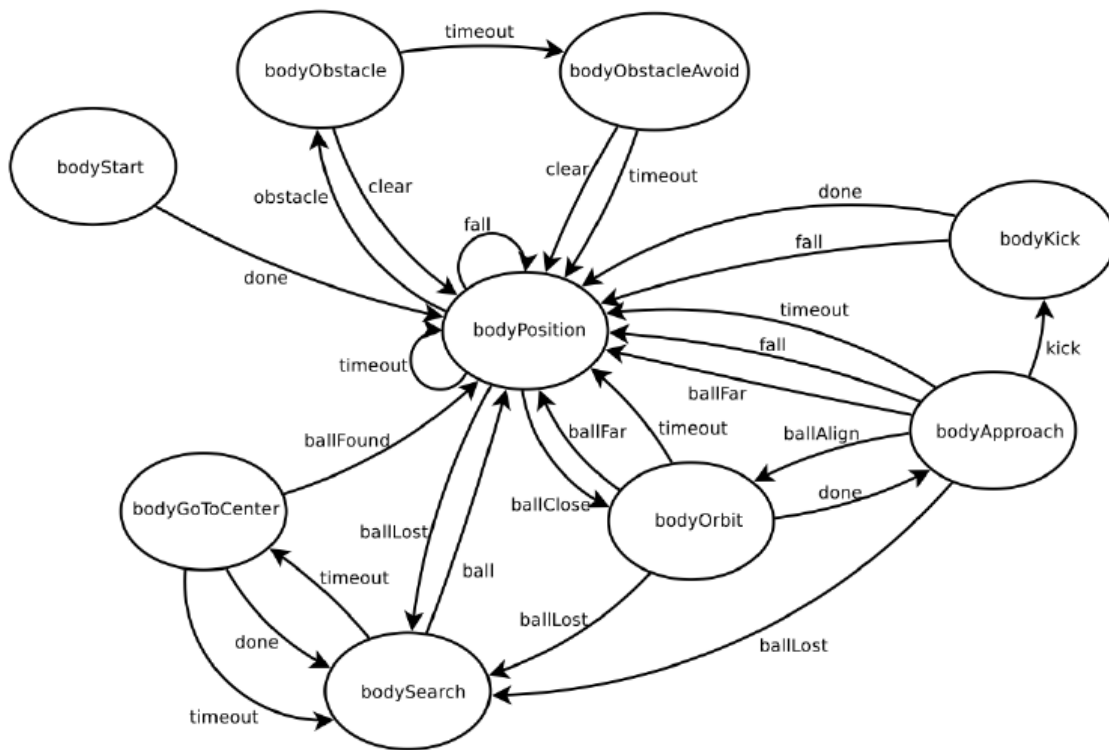 timeout
bodyObstacle
bodyObstacleAvoid
bodyStart
clear
clear
timeout
obstacle
done
bodyKick
fall
fall
done
timeout
bodyPosition
fall
kick
timeout
ballFar
ballFound
ballFar
timeout
ballAlign
bodyApproach
bodyGoToCenter
ballClose
done
bodyOrbit
ballLost
timeout
ball
ballLost
done
ballLost
bodySearch
timeout